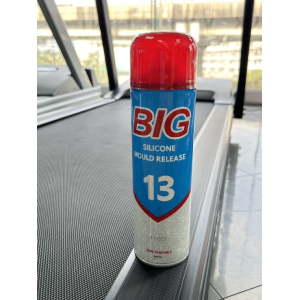 BIG
SILICONE
MOULD RELEASE
13